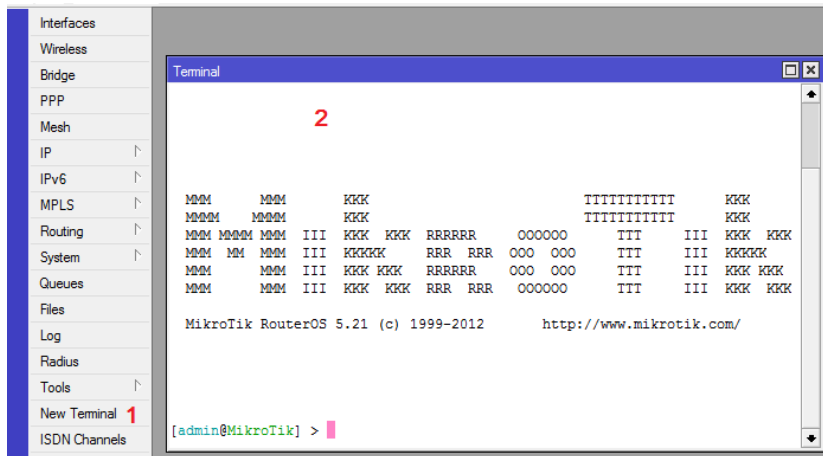 Interfaces
Wireless
Bridge
PPP
Mesh
IP
IPv6
MPLS
Routing
System
Queues
Files
Log
Radius
Tools
New Terminal 1
ISDN Channels
Terminal
2
MMM      MMM       KKK                          TTTTTTTTTTT      KKK
MMMM    MMMM       KKK                          TTTTTTTTTTT      KKK
MMM MMMM MMM  III  KKK  KKK  RRRRRR     OOOOOO      TTT     III  KKK  KKK
MMM  MM  MMM  III  KKKKK     RRR  RRR  OOO  OOO     TTT     III  KKKKK
MMM      MMM  III  KKK KKK   RRRRRR    OOO  OOO     TTT     III  KKK KKK
MMM      MMM  III  KKK  KKK  RRR  RRR   OOOOOO      TTT     III  KKK  KKK
MikroTik RouterOS 5.21 (c) 1999-2012       http://www.mikrotik.com/
[admin@MikroTik] >